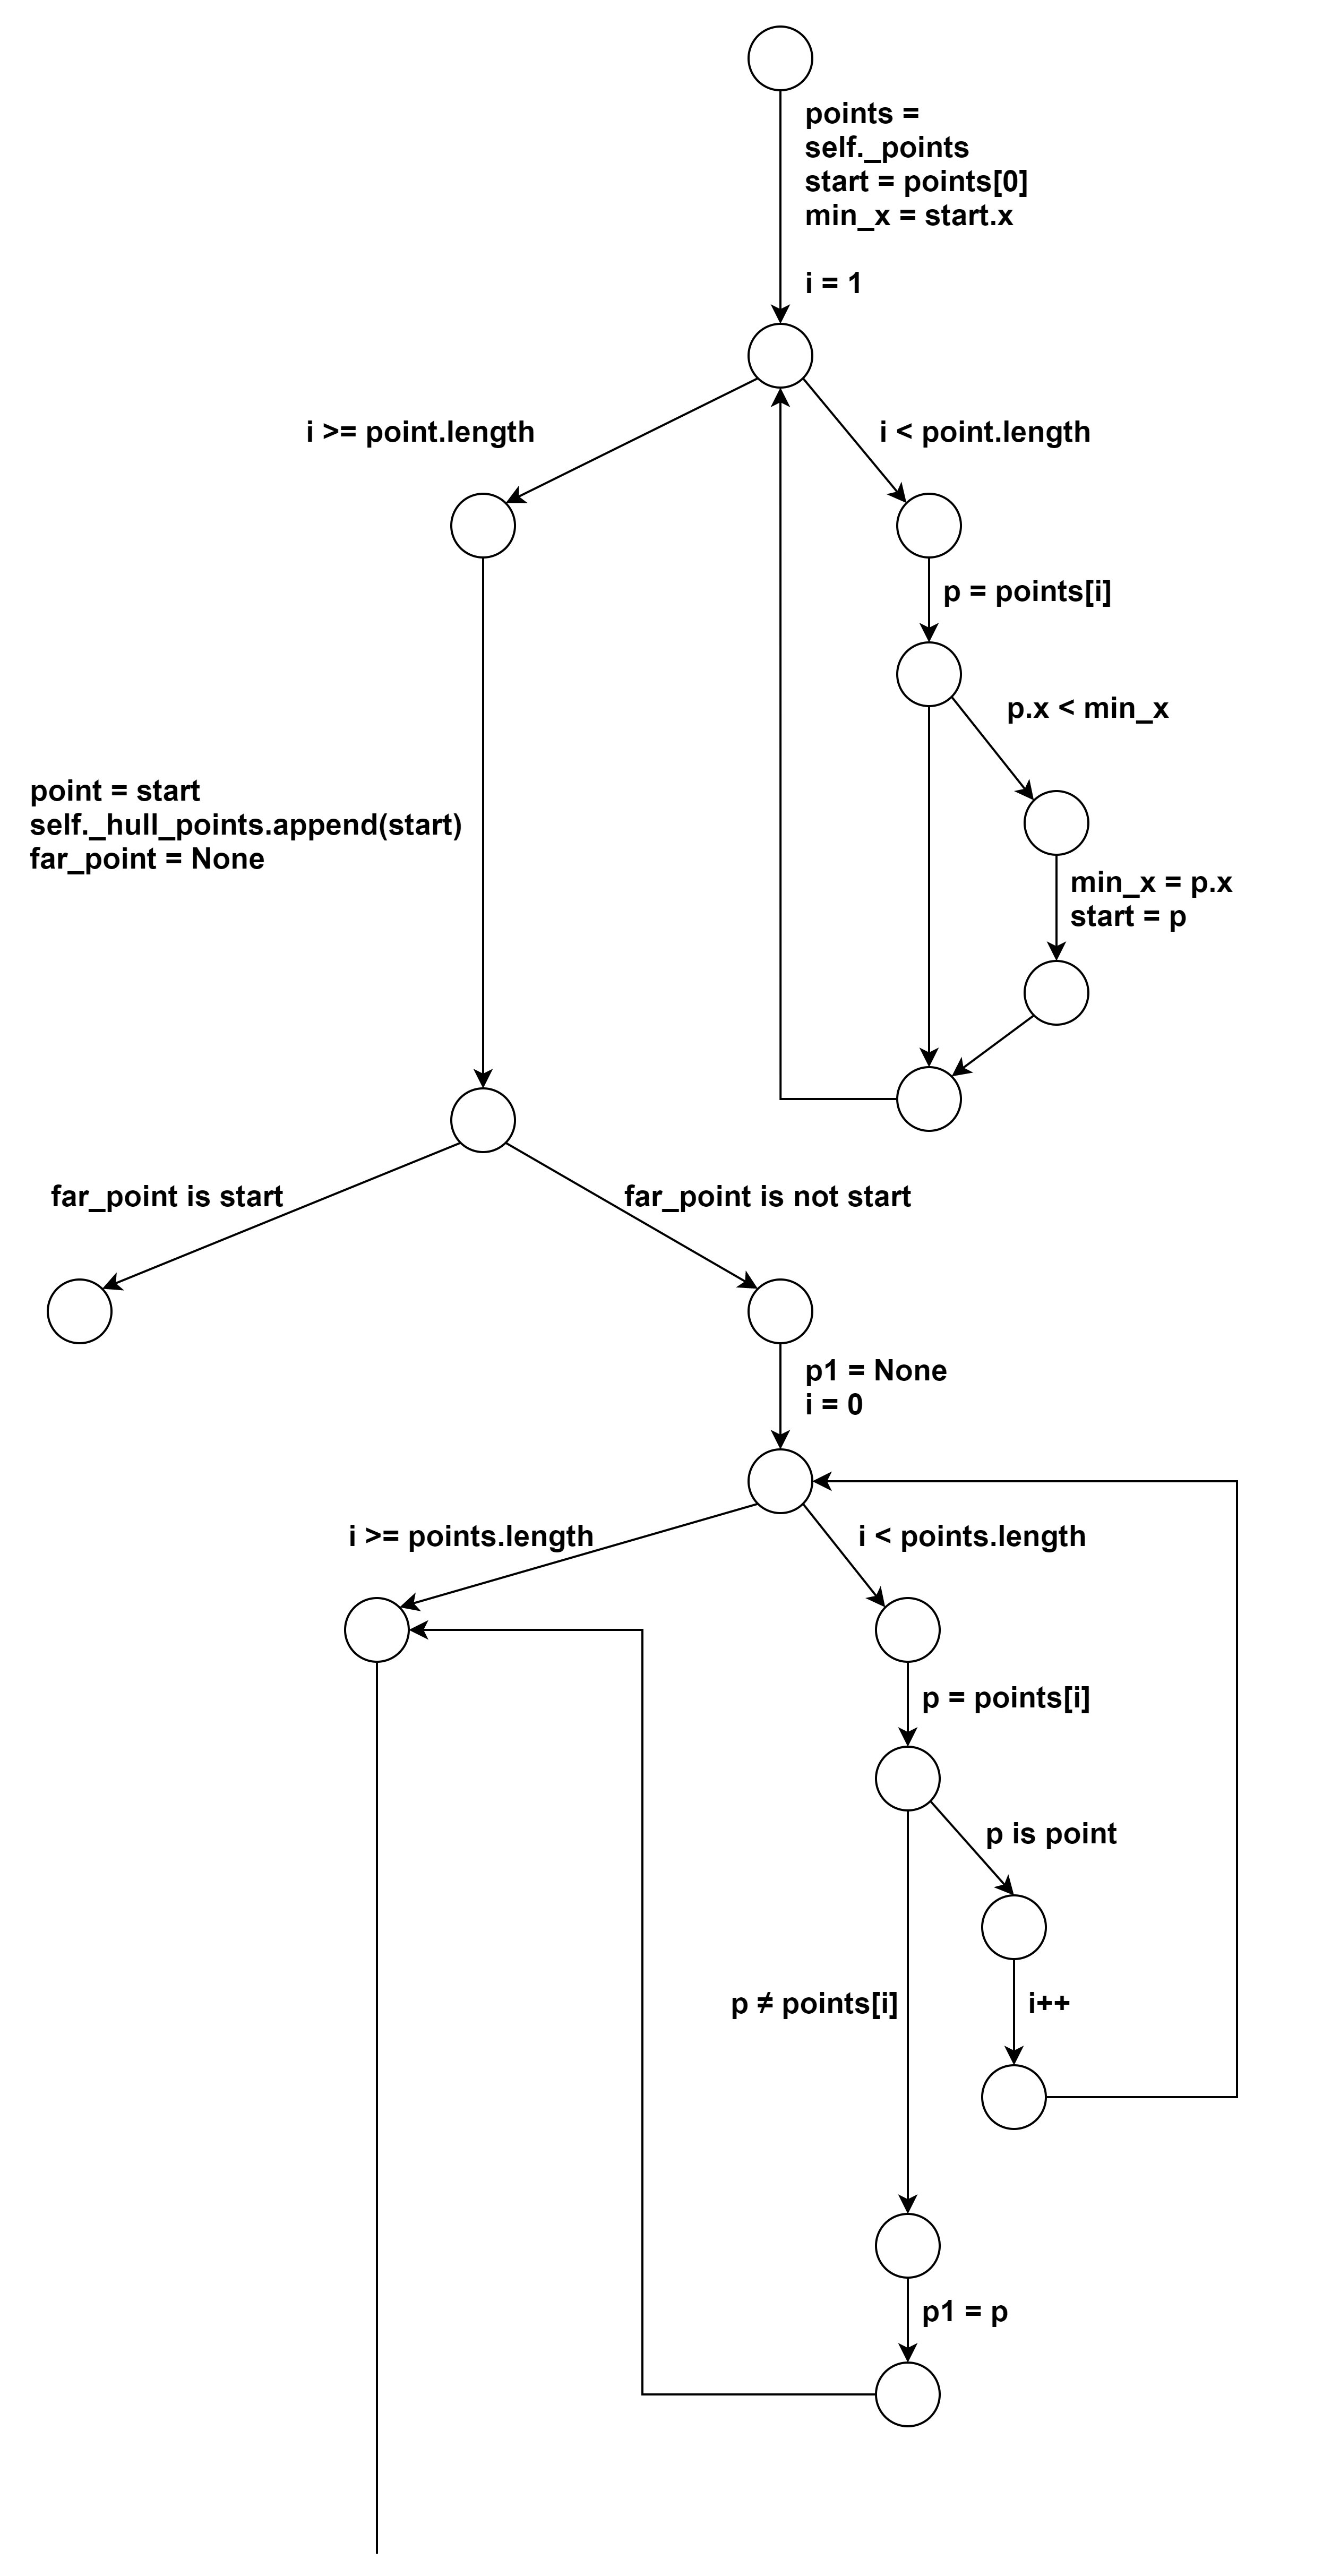 points =
self._points
start = points[0]
min_x = start.x
i = 1
i >= point.length
i < point.length
p = points[i]
p.x < min_x
point = start
self._hull_points.append(start)
far_point = None
min_x = p.x
start = p
far_point is start
far_point is not start
p1 = None
i = 0
i >= points.length
i < points.length
p = points[i]
p is point
p ≠ points[i]
i++
p1 = p